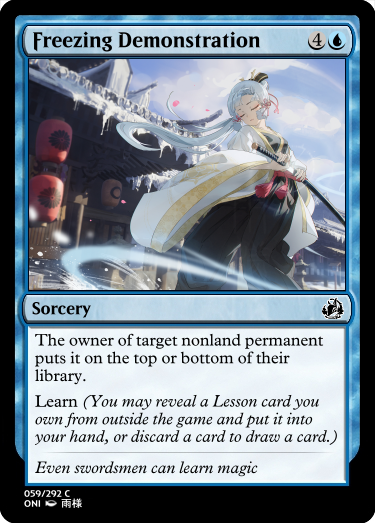 Freezing Demonstration 4
Sorcery
The owner of target nonland permanent
puts it on the top or bottom of their
library.
Learn (You may reveal a Lesson card you
own from outside the game and put it into
your hand, or discard a card to draw a card.)
Even swordsmen can learn magic
059/292 C
ONI 雨様